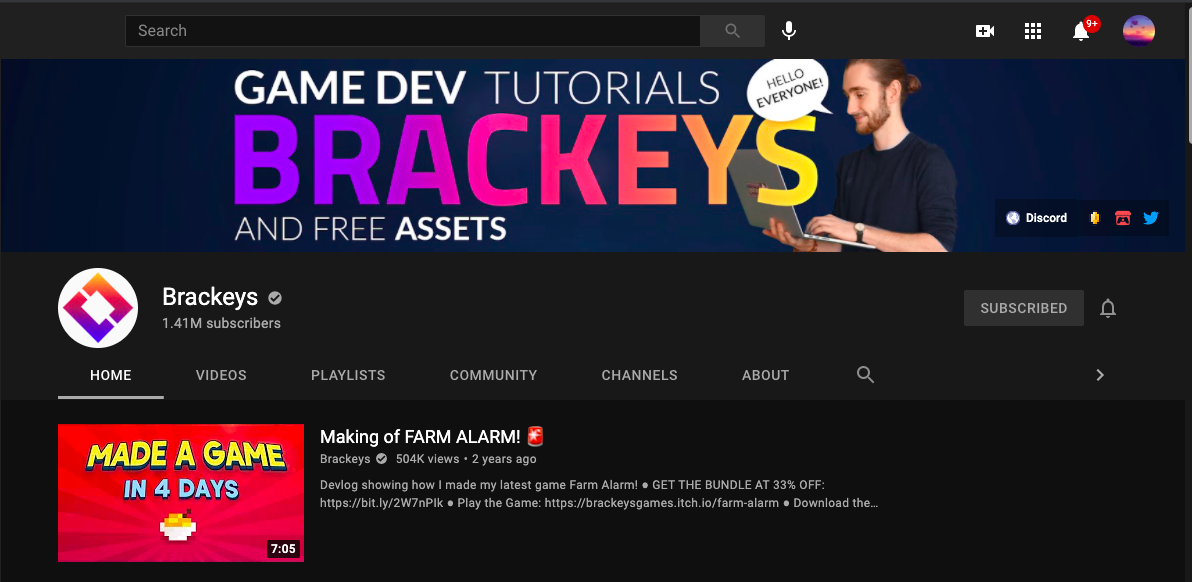 Search
9+
GAME DEV TUTORIALS
HELLO
EVERYONE!
BRACKEYS
AND FREE ASSETS
Discord
Brackeys
1.41M subscribers
SUBSCRIBED
HOME VIDEOS PLAYLISTS COMMUNITY CHANNELS ABOUT
MADE A GAME
IN 4 DAYS
7:05
Making of FARM ALARM! 🚨
Brackeys 504K views • 2 years ago
Devlog showing how I made my latest game Farm Alarm! ● GET THE BUNDLE AT 33% OFF:
https://bit.ly/2W7nPIk ● Play the Game: https://brackeysgames.itch.io/farm-alarm ● Download the…